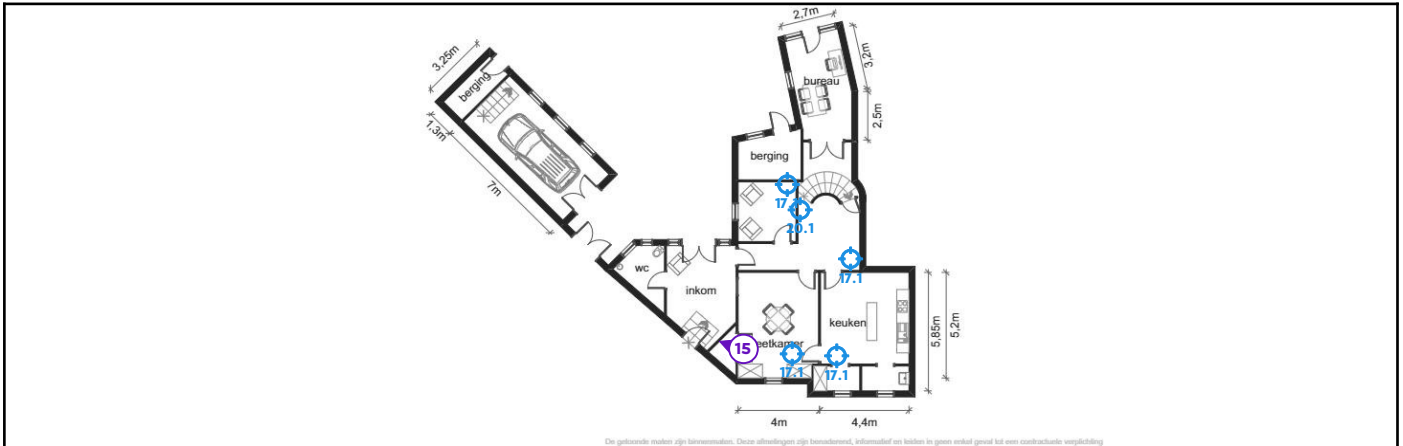 2,7m
3,25m
berging
1,3m
7m
bureau
3,2m
2,5m
berging
17.1
20.1
wc
inkom
17.1
keuken
5,85m
5,2m
15
eetkamer
17.1
17.1
4m
4,4m
De getoonde maten zijn binnenmaten. Deze afmetingen zijn benaderend, informatief en leiden in geen enkel geval tot een contractuele verplichting